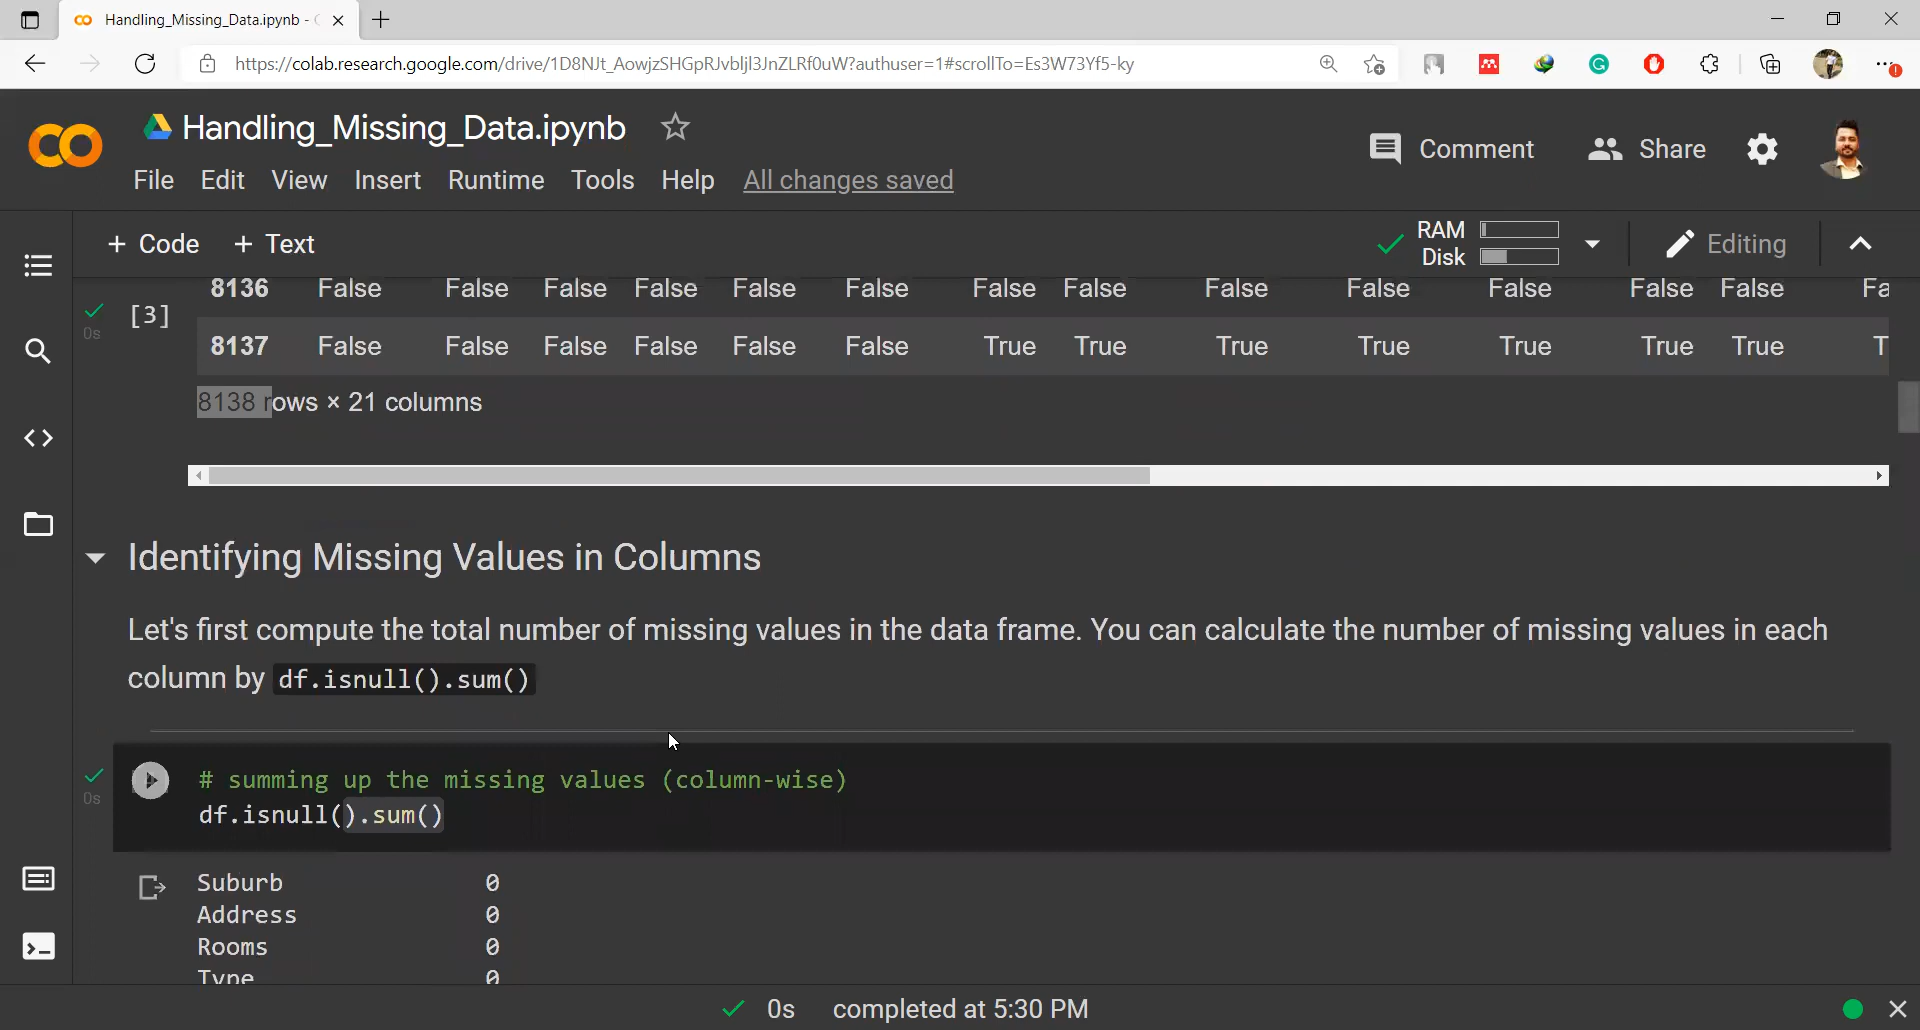 Handling_Missing_Data.ipynb -
https://colab.research.google.com/drive/1D8NJt_AowjzSHGpRJvbljl3JnZLRf0uW?authuser=1#scrollTo=Es3W73Yf5-ky
Handling_Missing_Data.ipynb
Comment Share
File Edit View Insert Runtime Tools Help All changes saved
+ Code + Text RAM Disk Editing
8136 False False False False False False False False False False False False False Fa
[3]
8137 False False False False False False True True True True True True True T
0s
8138 rows × 21 columns
Identifying Missing Values in Columns
Let's first compute the total number of missing values in the data frame. You can calculate the number of missing values in each
column by df.isnull().sum()
# summing up the missing values (column-wise)
0s
df.isnull().sum()
Suburb 0
Address 0
Rooms 0
Type 0
0s completed at 5:30 PM